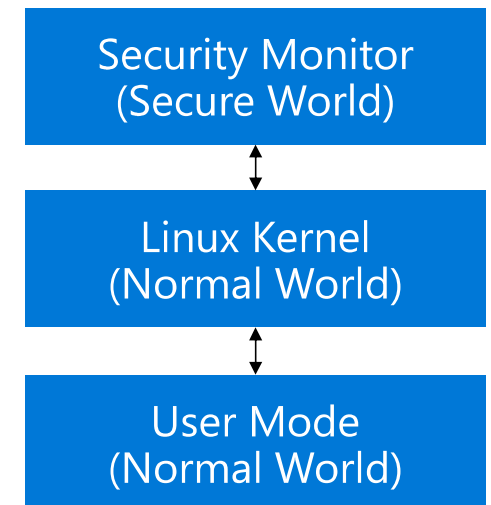 Security Monitor
(Secure World)
Linux Kernel
(Normal World)
User Mode
(Normal World)